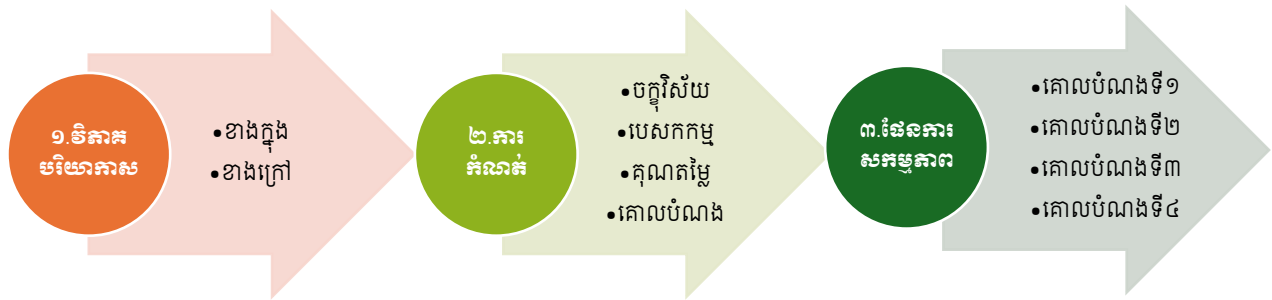 ១.វិភាគ
បរិយាកាស
•ខាងក្នុង
•ខាងក្រៅ
២.ការ
កំណត់
•ចក្ខុវិស័យ
•បេសកកម្ម
•គុណតម្លៃ
•គោលបំណង
៣.ផែនការ
សកម្មភាព
•គោលបំណងទី១
•គោលបំណងទី២
•គោលបំណងទី៣
•គោលបំណងទី៤